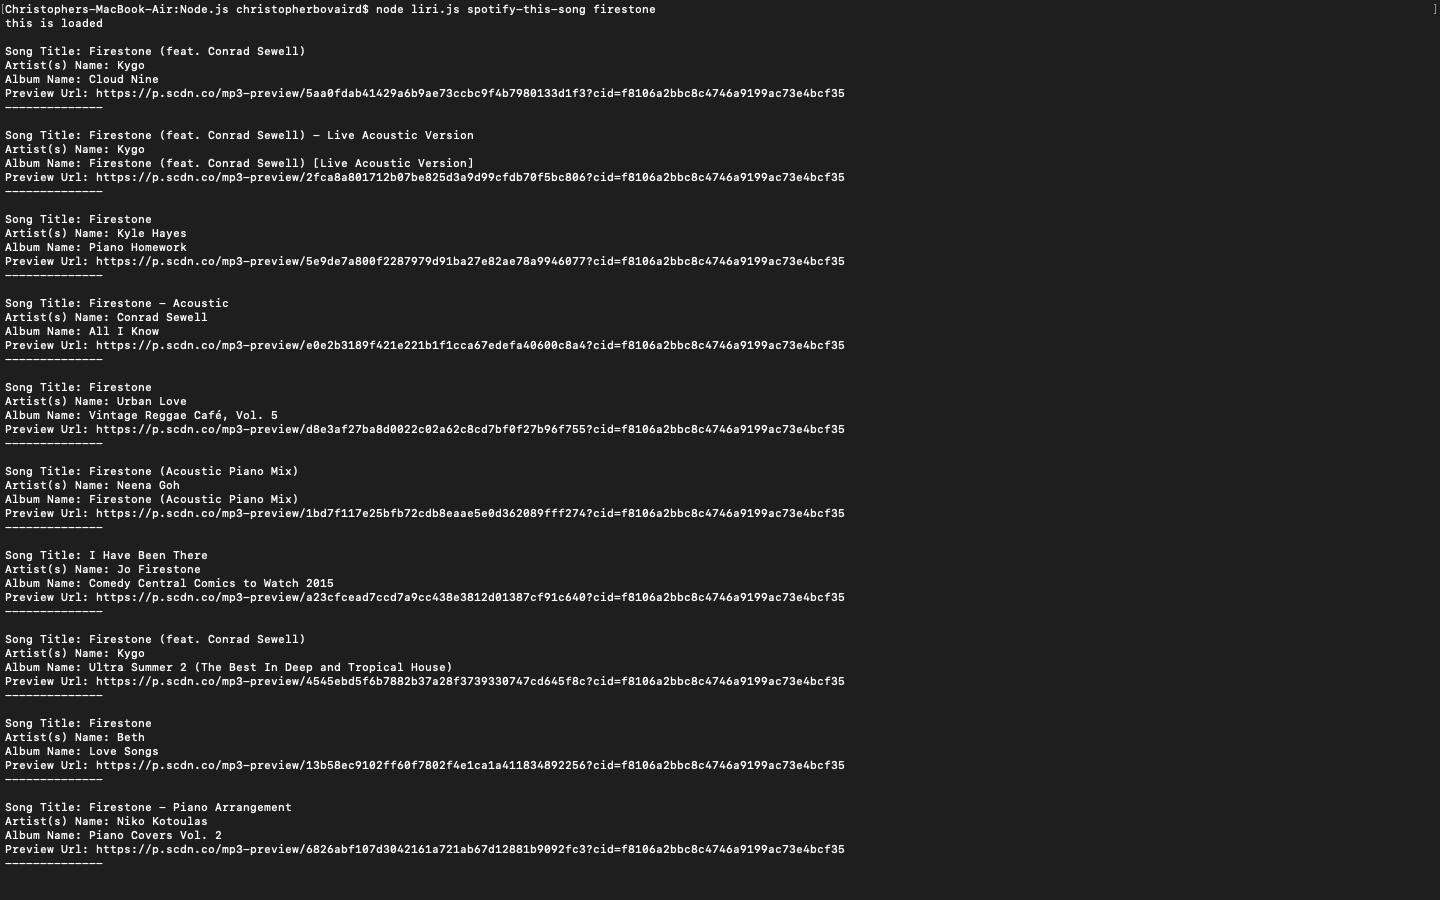 [Christophers-MacBook-Air:Node.js christopherbovaird$ node liri.js spotify-this-song firestone ]
this is loaded
Song Title: Firestone (feat. Conrad Sewell)
Artist(s) Name: Kygo
Album Name: Cloud Nine
Preview Url: https://p.scdn.co/mp3-preview/5aa0fdab41429a6b9ae73ccbc9f4b7980133d1f3?cid=f8106a2bbc8c4746a9199ac73e4bcf35
--------------
Song Title: Firestone (feat. Conrad Sewell) - Live Acoustic Version
Artist(s) Name: Kygo
Album Name: Firestone (feat. Conrad Sewell) [Live Acoustic Version]
Preview Url: https://p.scdn.co/mp3-preview/2fca8a801712b07be825d3a9d99cfdb70f5bc806?cid=f8106a2bbc8c4746a9199ac73e4bcf35
--------------
Song Title: Firestone
Artist(s) Name: Kyle Hayes
Album Name: Piano Homework
Preview Url: https://p.scdn.co/mp3-preview/5e9de7a800f2287979d91ba27e82ae78a9946077?cid=f8106a2bbc8c4746a9199ac73e4bcf35
--------------
Song Title: Firestone - Acoustic
Artist(s) Name: Conrad Sewell
Album Name: All I Know
Preview Url: https://p.scdn.co/mp3-preview/e0e2b3189f421e221b1f1cca67edefa40600c8a4?cid=f8106a2bbc8c4746a9199ac73e4bcf35
--------------
Song Title: Firestone
Artist(s) Name: Urban Love
Album Name: Vintage Reggae Café, Vol. 5
Preview Url: https://p.scdn.co/mp3-preview/d8e3af27ba8d0022c02a62c8cd7bf0f27b96f755?cid=f8106a2bbc8c4746a9199ac73e4bcf35
--------------
Song Title: Firestone (Acoustic Piano Mix)
Artist(s) Name: Neena Goh
Album Name: Firestone (Acoustic Piano Mix)
Preview Url: https://p.scdn.co/mp3-preview/1bd7f117e25bfb72cdb8eaae5e0d362089fff274?cid=f8106a2bbc8c4746a9199ac73e4bcf35
--------------
Song Title: I Have Been There
Artist(s) Name: Jo Firestone
Album Name: Comedy Central Comics to Watch 2015
Preview Url: https://p.scdn.co/mp3-preview/a23cfcead7ccd7a9cc438e3812d01387cf91c640?cid=f8106a2bbc8c4746a9199ac73e4bcf35
--------------
Song Title: Firestone (feat. Conrad Sewell)
Artist(s) Name: Kygo
Album Name: Ultra Summer 2 (The Best In Deep and Tropical House)
Preview Url: https://p.scdn.co/mp3-preview/4545ebd5f6b7882b37a28f3739330747cd645f8c?cid=f8106a2bbc8c4746a9199ac73e4bcf35
--------------
Song Title: Firestone
Artist(s) Name: Beth
Album Name: Love Songs
Preview Url: https://p.scdn.co/mp3-preview/13b58ec9102ff60f7802f4e1ca1a411834892256?cid=f8106a2bbc8c4746a9199ac73e4bcf35
--------------
Song Title: Firestone - Piano Arrangement
Artist(s) Name: Niko Kotoulas
Album Name: Piano Covers Vol. 2
Preview Url: https://p.scdn.co/mp3-preview/6826abf107d3042161a721ab67d12881b9092fc3?cid=f8106a2bbc8c4746a9199ac73e4bcf35
--------------